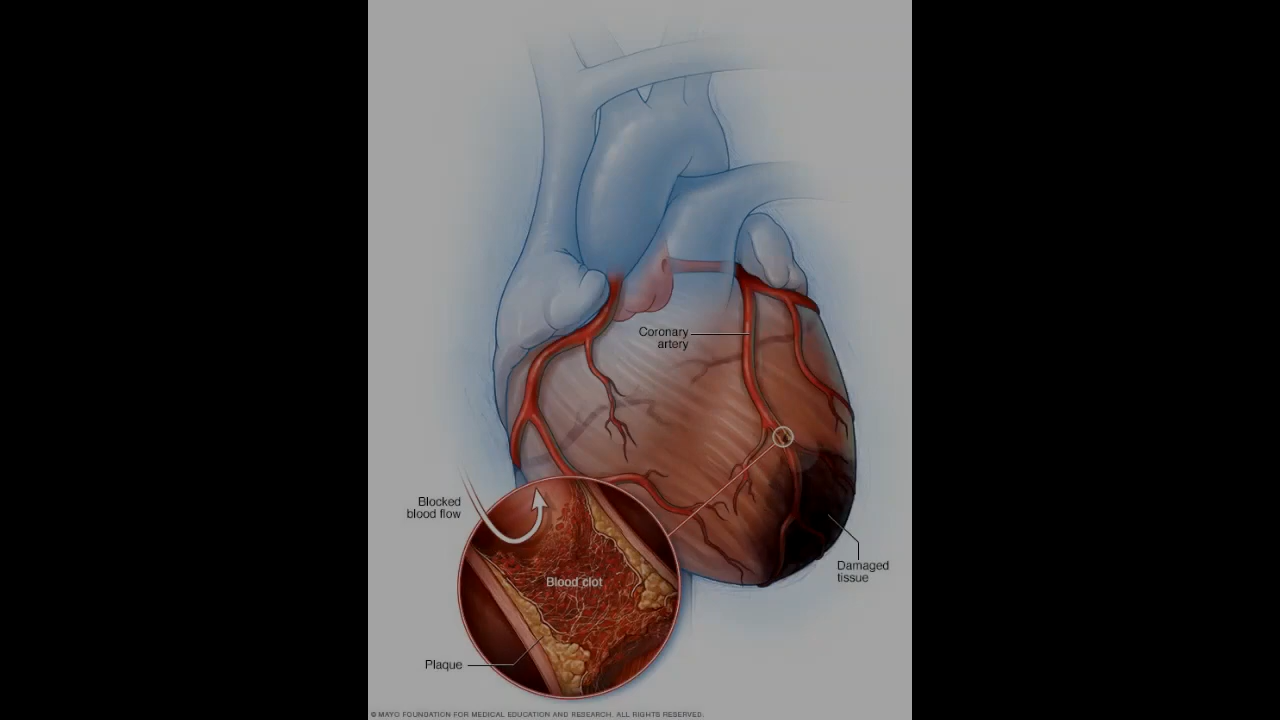 Coronary
artery
Blocked
blood flow
Blood clot
Damaged
tissue
Plaque
© MAYO FOUNDATION FOR MEDICAL EDUCATION AND RESEARCH. ALL RIGHTS RESERVED.